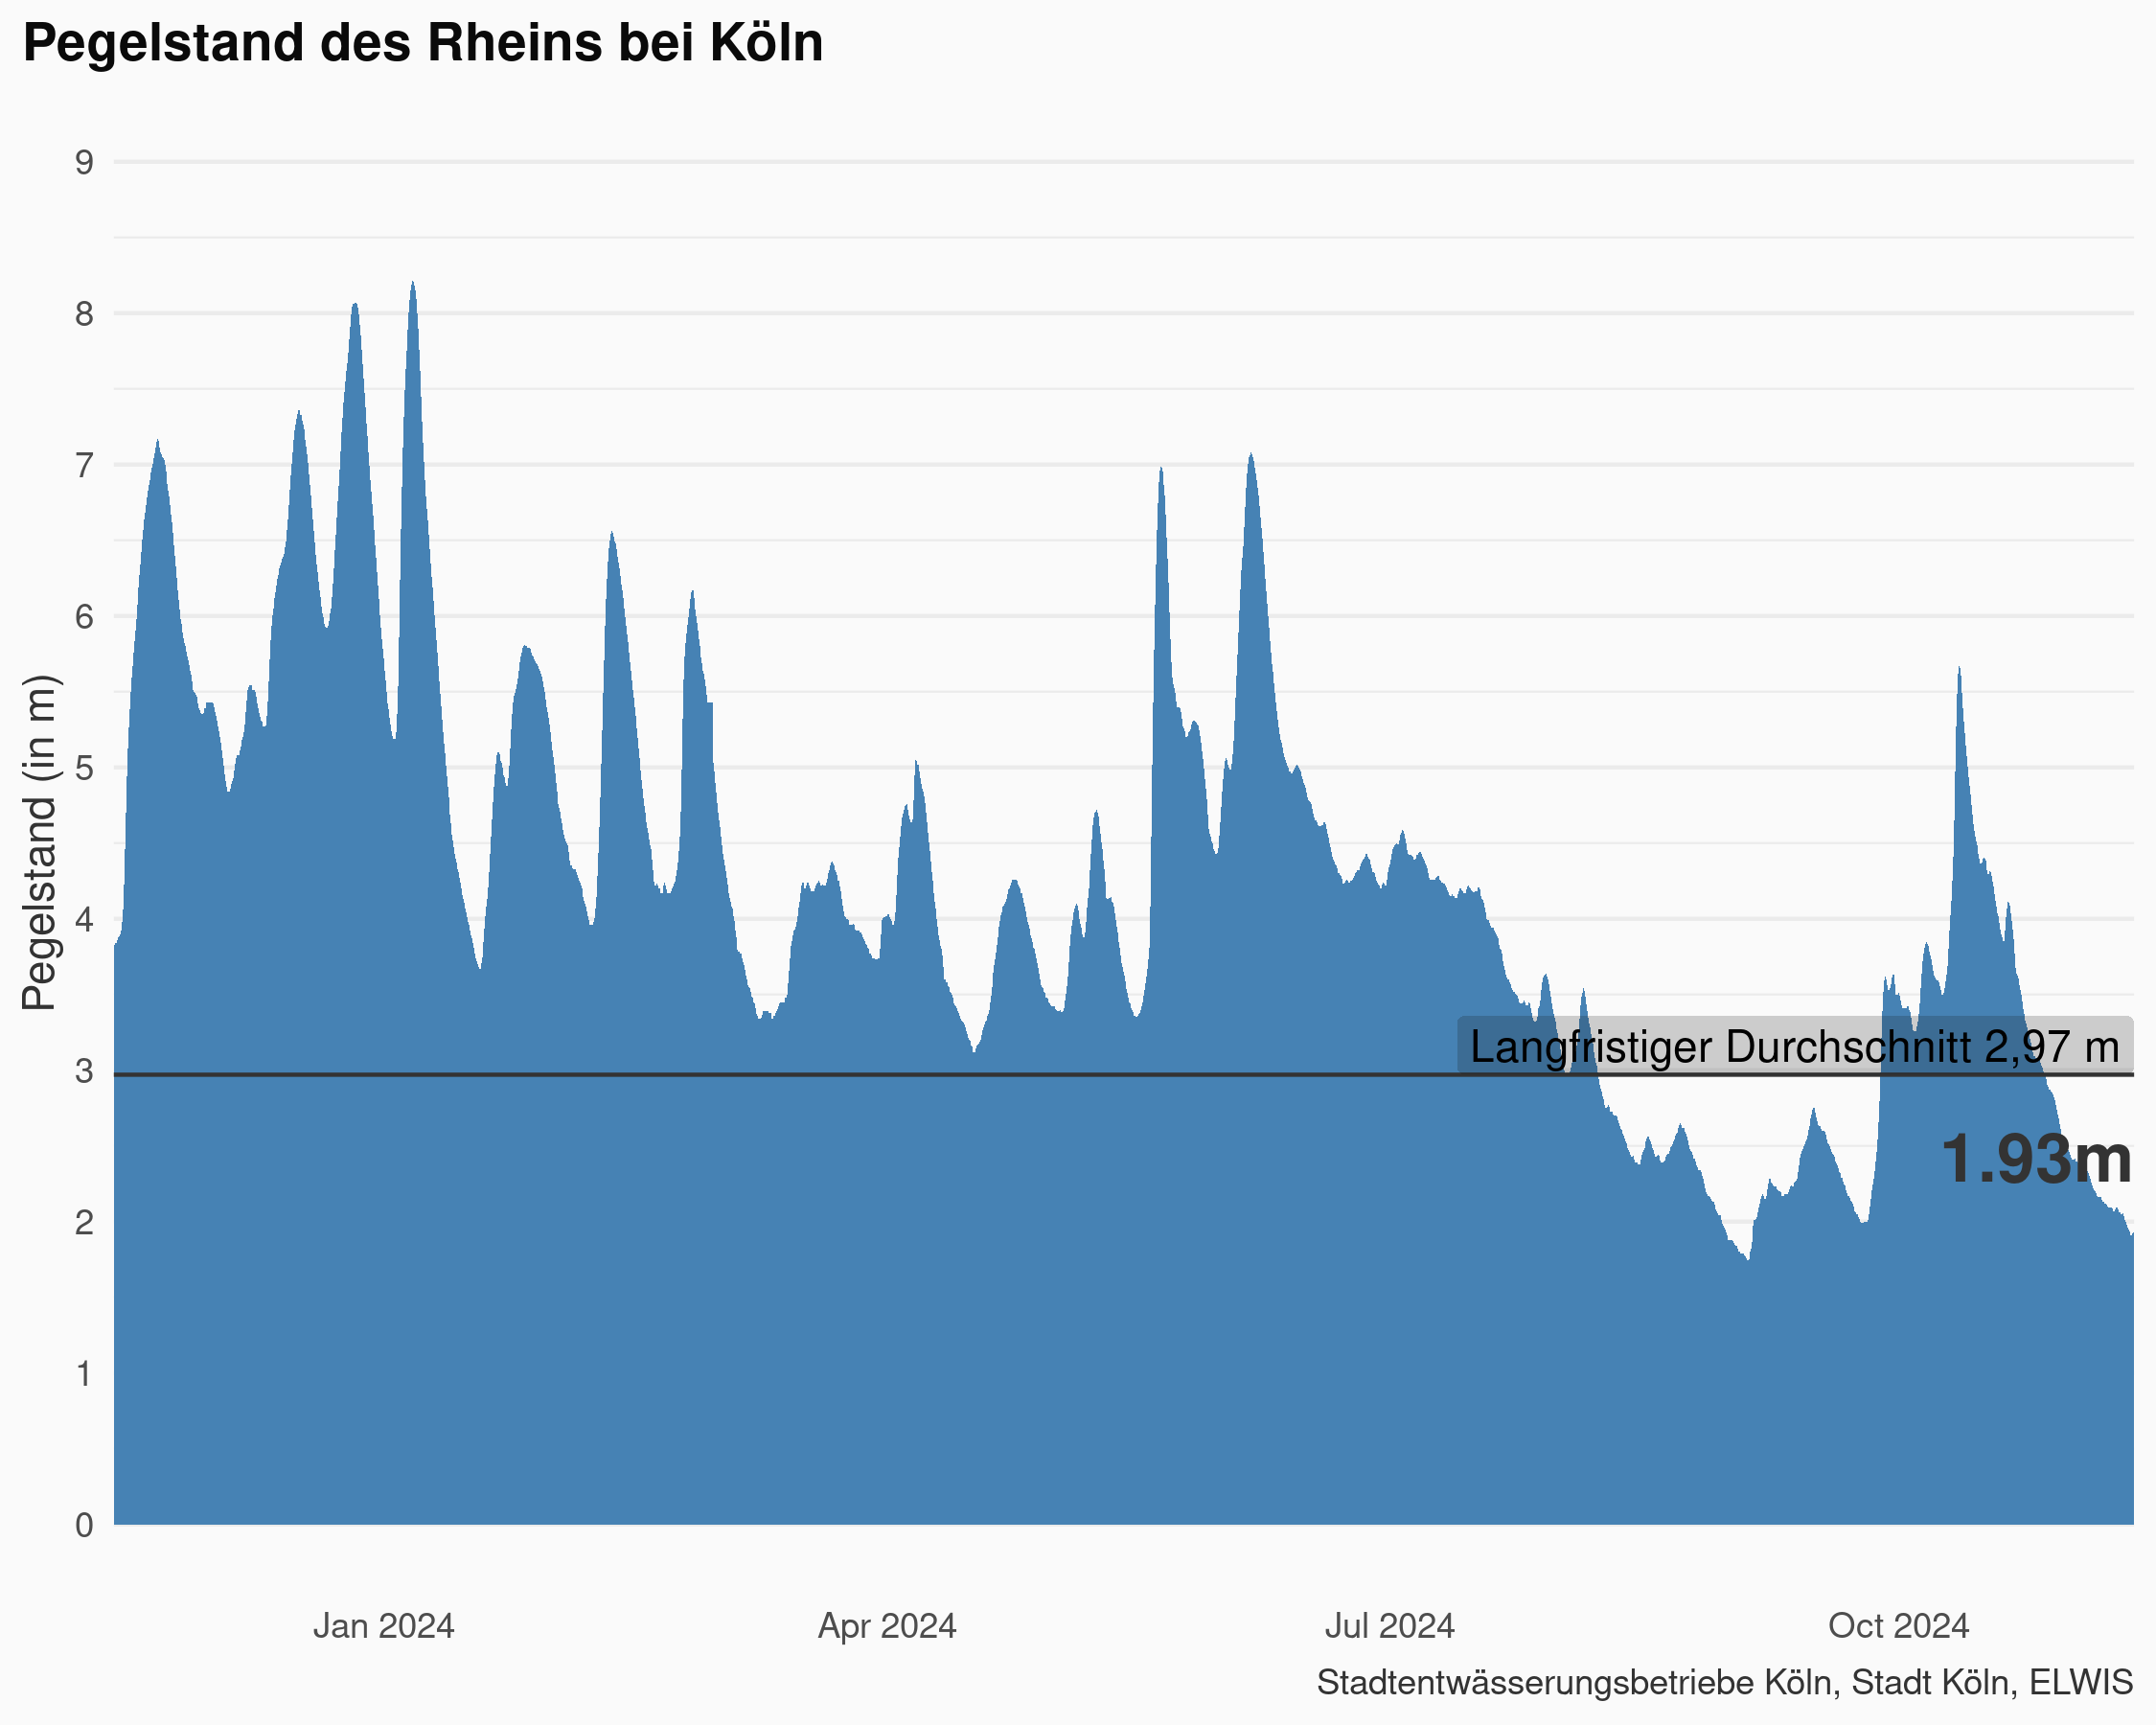 Pegelstand des Rheins bei Köln
Pegelstand (in m)
9
8
7
6
5
4
3
2
1
0
Langfristiger Durchschnitt 2,97 m
1.93m
Jan 2024
Apr 2024
Jul 2024
Oct 2024
Stadtentwässerungsbetriebe Köln, Stadt Köln, ELWIS